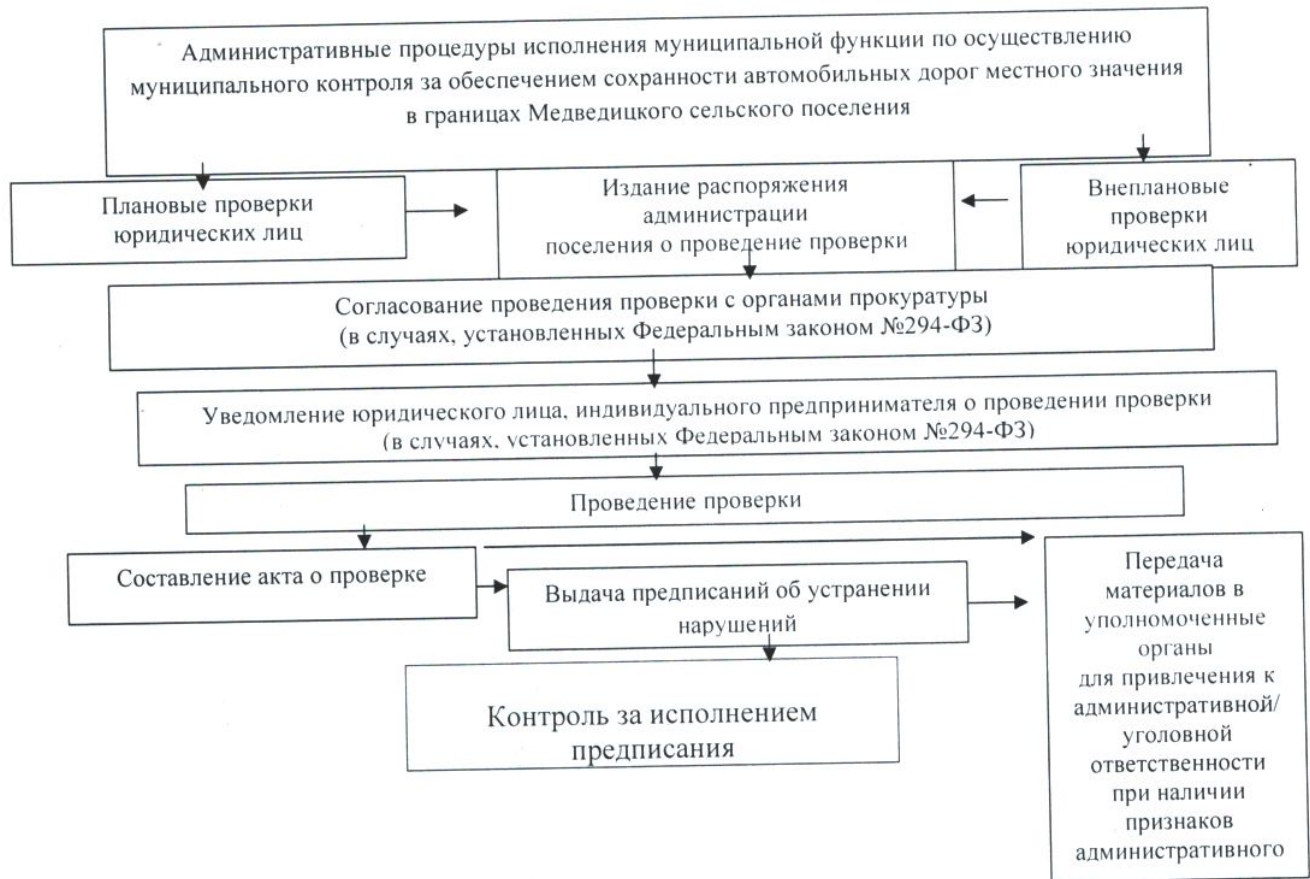 Административные процедуры исполнения муниципальной функции по осуществлению
муниципального контроля за обеспечением сохранности автомобильных дорог местного значения
в границах Медведицкого сельского поселения
Плановые проверки
юридических лиц
Издание распоряжения
администрации
поселения о проведение проверки
Внеплановые
проверки
юридических лиц
Согласование проведения проверки с органами прокуратуры
(в случаях, установленных Федеральным законом №294-ФЗ)
Уведомление юридического лица, индивидуального предпринимателя о проведении проверки
(в случаях, установленных Федеральным законом №294-ФЗ)
Проведение проверки
Составление акта о проверке
Выдача предписаний об устранении
нарушений
Контроль за исполнением
предписания
Передача
материалов в
уполномоченные
органы
для привлечения к
административной/
уголовной
ответственности
при наличии
признаков
административного